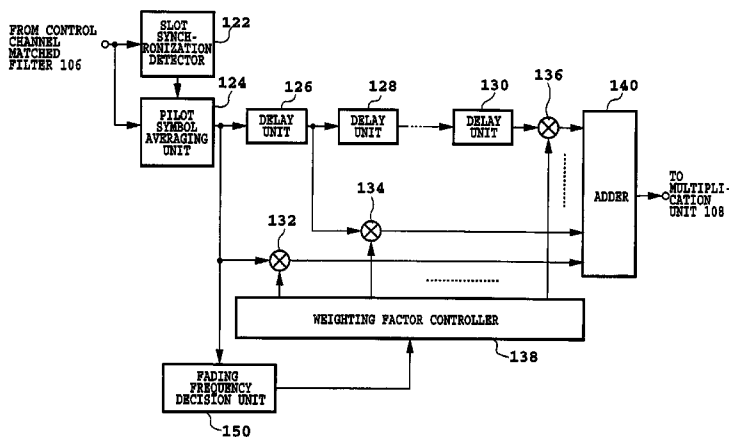 FROM CONTROL
CHANNEL
MATCHED
FILTER 106
SLOT
SYNCH-
RONIZATION
DETECTOR
122
124
PILOT
SYMBOL
AVERAGING
UNIT
126
DELAY
UNIT
128
DELAY
UNIT
130
DELAY
UNIT
136
140
ADDER
TO
MULTIPLI-
CATION
UNIT 108
134
132
WEIGHTING FACTOR CONTROLLER
138
FADING
FREQUENCY
DECISION UNIT
150